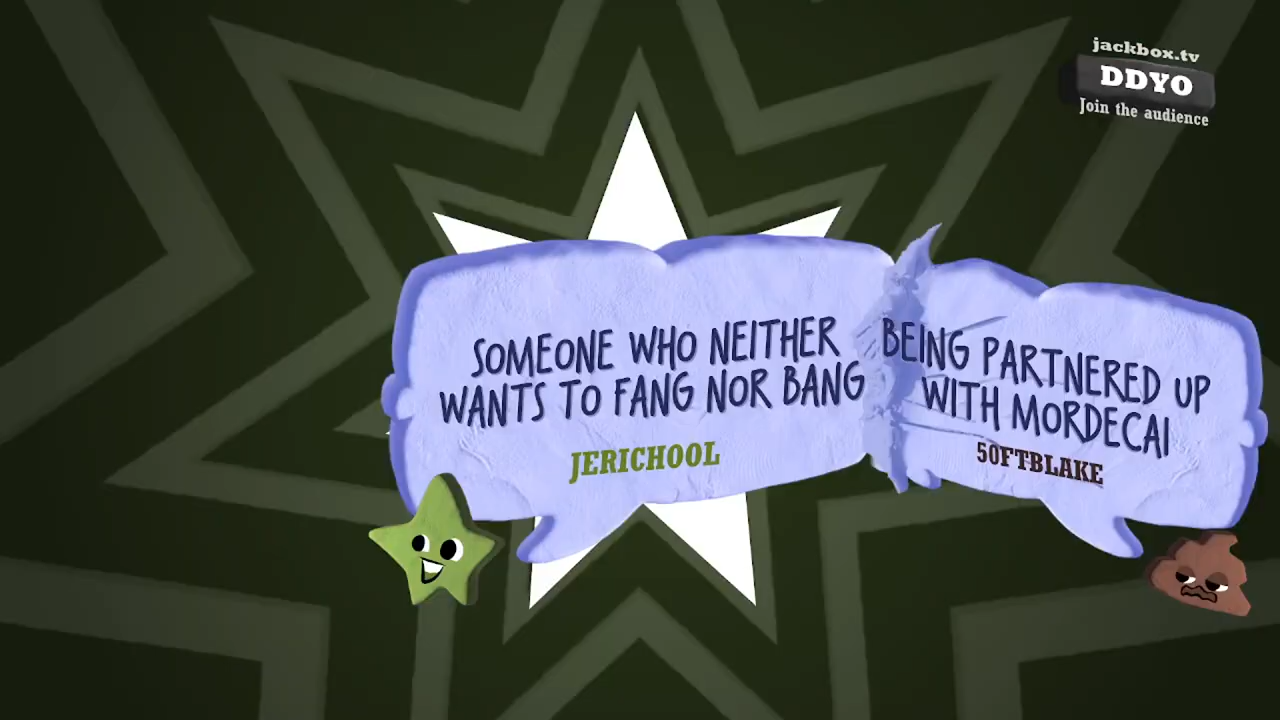 jackbox.tv
DDYO
Join the audience
SOMEONE WHO NEITHER
WANTS TO FANG NOR BANG
JERICHOOL
BEING PARTNERED UP
WITH MORDECAI
50FTBLAKE